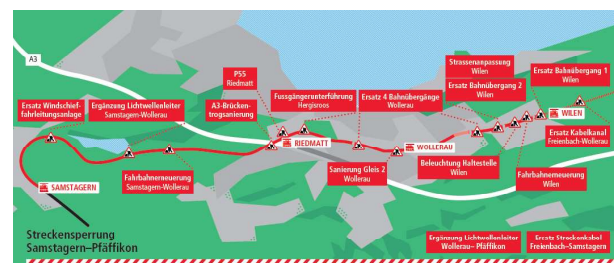 A3
PSS
Riedmatt
Strassenanpassung
Wilen
Ersatz Bahnübergang 1
Wilen
Ersatz Windschief-
fahrleitungsanlage
Ergänzung Lichtwellenleiter
Samstagern-Wollerau
A3-Brücken-
trogsanierung
Fussgängerunterführung
Hergisroos
Ersatz 4 Bahnübergänge
Wollerau
Ersatz Bahnübergang 2
Wilen
WILEN
RIEDMATT
WOLLERAU
Ersatz Kabelkanal
Freienbach-Wollerau
Fahrbahnerneuerung
Samstagern-Wollerau
Sanierung Gleis 2
Wollerau
Beleuchtung Haltestelle
Wilen
Fahrbahnerneuerung
Wilen
SAMSTAGERN
Streckensperrung
Samstagern–Pfäffikon
Ergänzung Lichtwellenleiter
Wollerau– Pfäffikon
Ersatz Streckenkabel
Freienbach–Samstagern